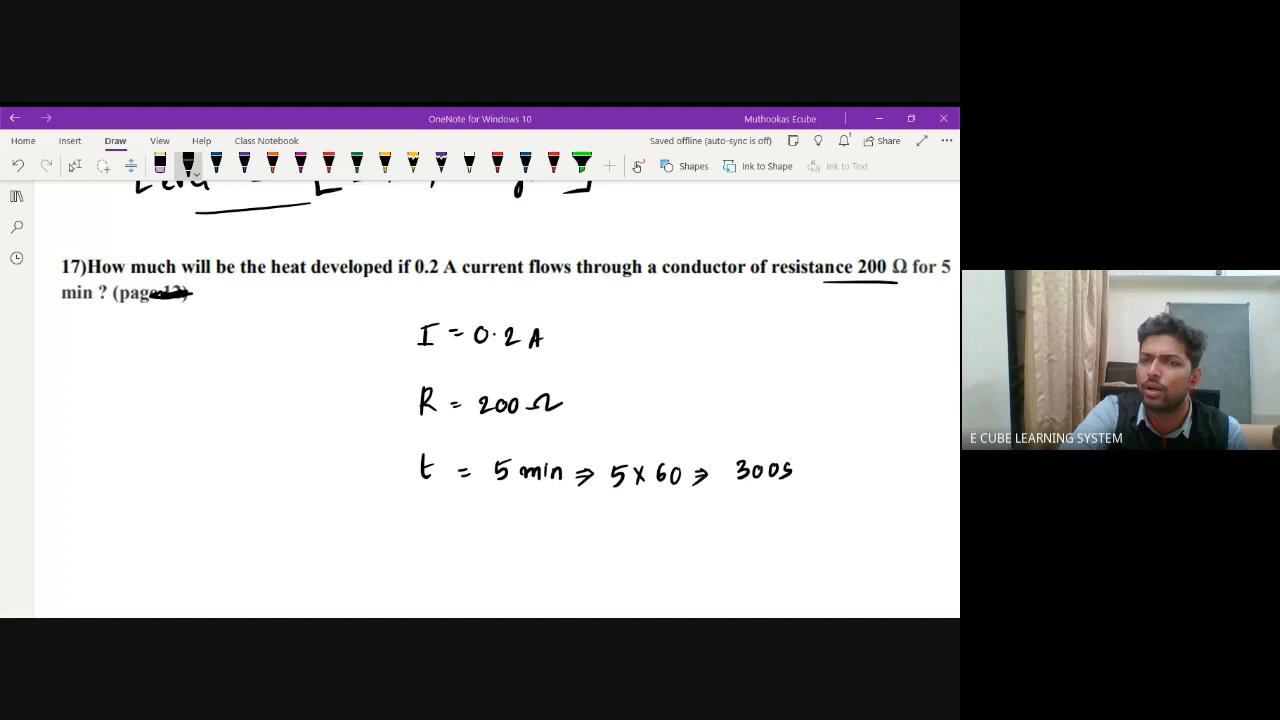 OneNote for Windows 10
Muthookas Ecube
Home Insert Draw View Help Class Notebook
Saved offline (auto-sync is off) Share
Shapes Ink to Shape Ink to Text
17)How much will be the heat developed if 0.2 A current flows through a conductor of resistance 200 Ω for 5
min ? (page 12)
I = 0.2 A
R = 200 Ω
t = 5 min ⇒ 5 x 60 ⇒ 300s
E CUBE LEARNING SYSTEM